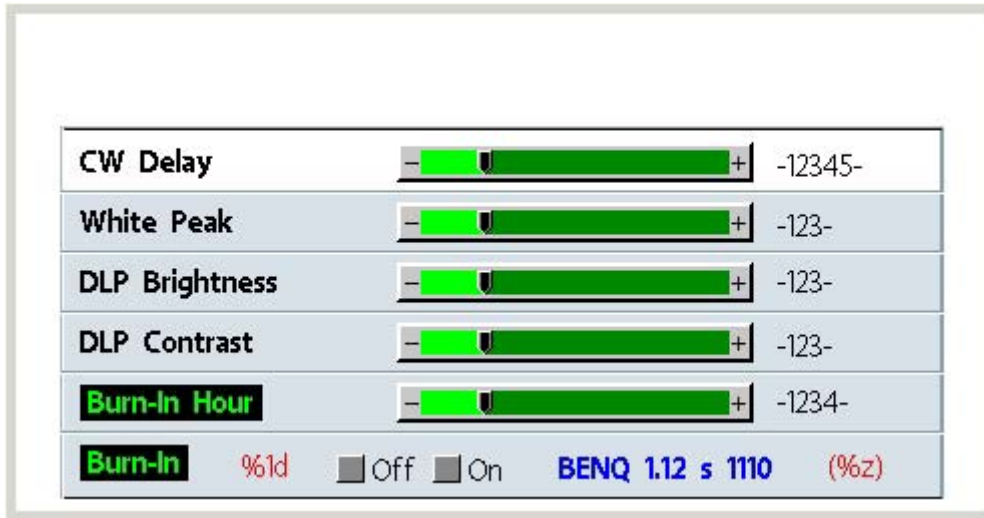 CW Delay - + -12345-
White Peak - + -123-
DLP Brightness - + -123-
DLP Contrast - + -123-
Burn-In Hour - + -1234-
Burn-In %1d Off On BENQ 1.12 s 1110 (%z)